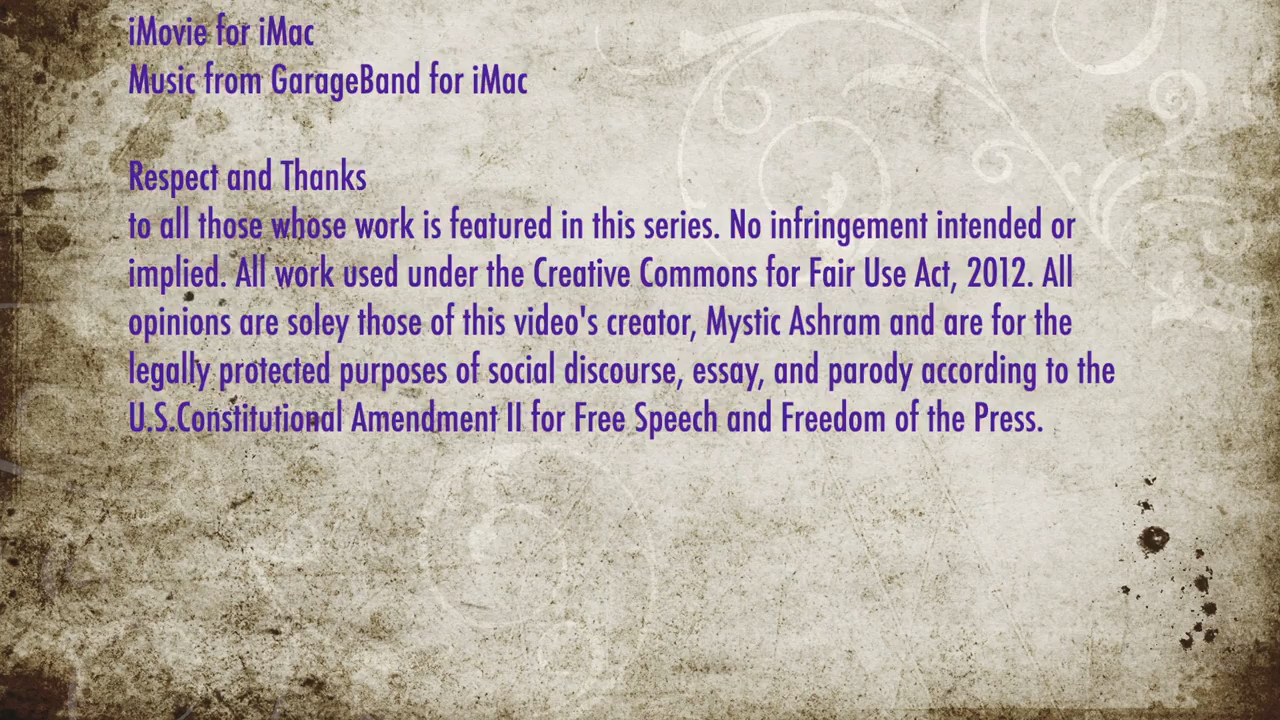 iMovie for iMac
Music from GarageBand for iMac
Respect and Thanks
to all those whose work is featured in this series. No infringement intended or
implied. All work used under the Creative Commons for Fair Use Act, 2012. All
opinions are soley those of this video's creator, Mystic Ashram and are for the
legally protected purposes of social discourse, essay, and parody according to the
U.S.Constitutional Amendment II for Free Speech and Freedom of the Press.